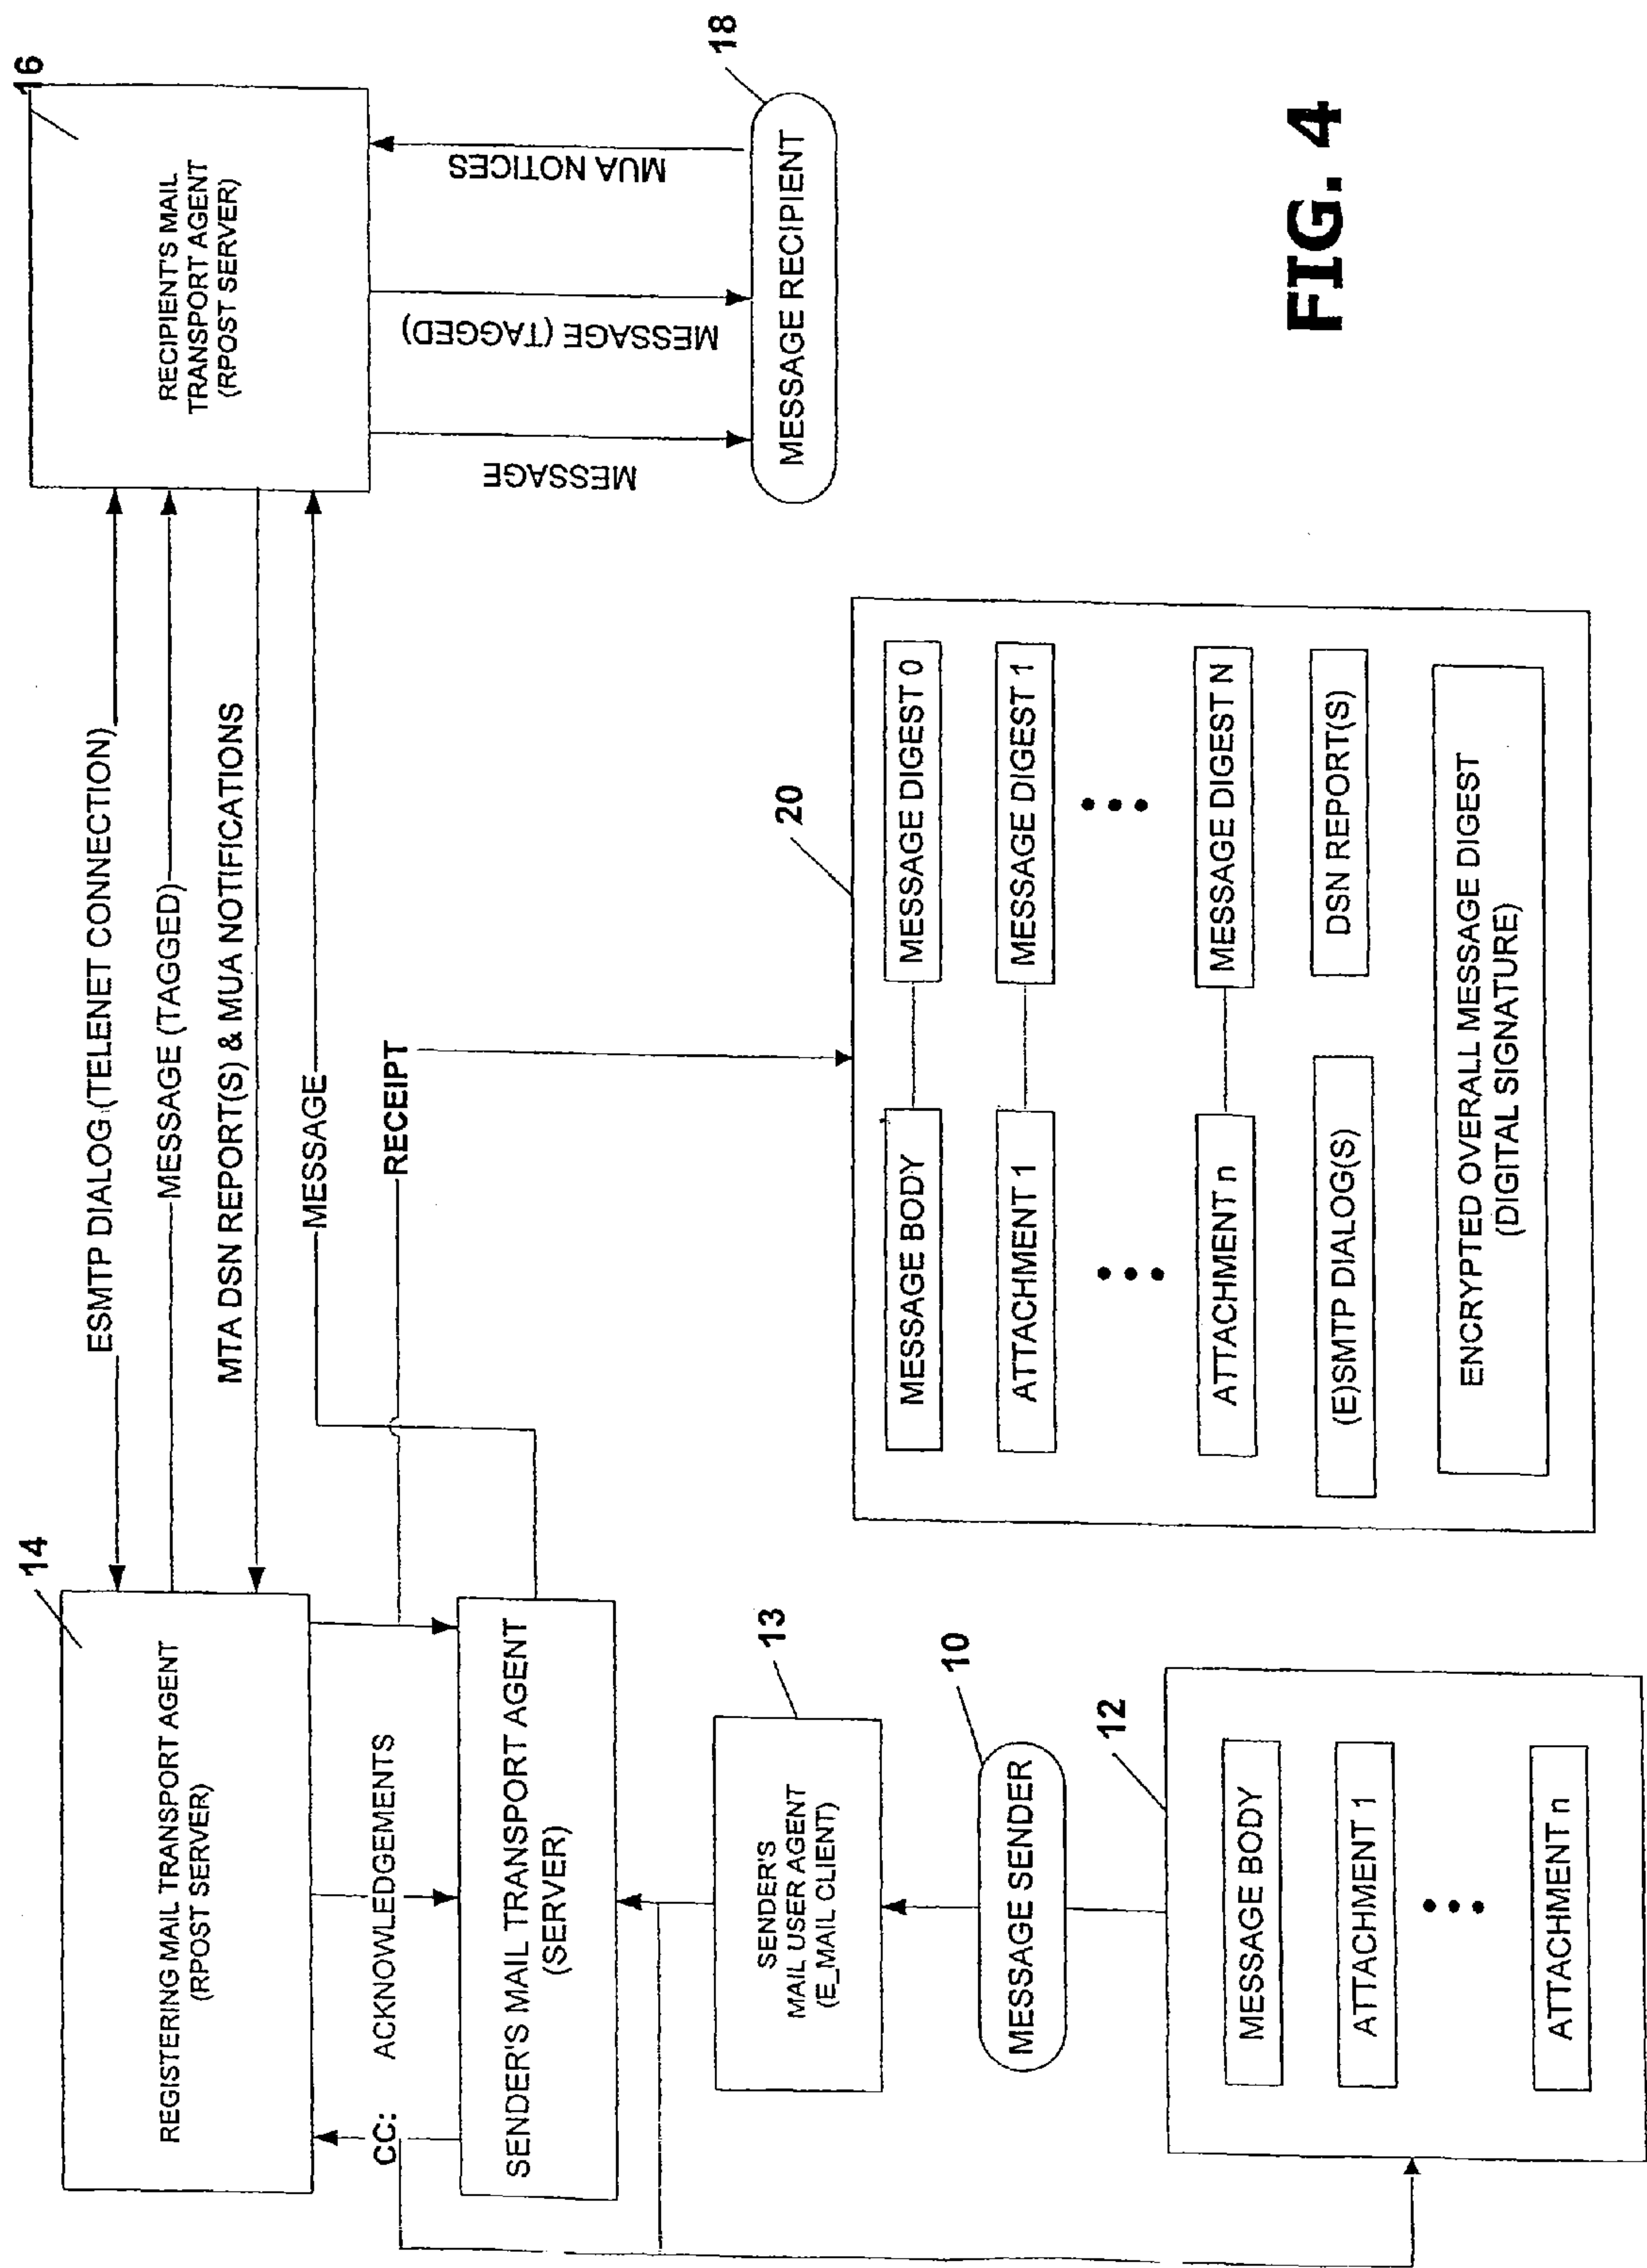 14
REGISTERING MAIL TRANSPORT AGENT
(RPOST SERVER)
ESMTP DIALOG (TELENET CONNECTION)
MESSAGE (TAGGED)
MTA DSN REPORT(S) & MUA NOTIFICATIONS
MESSAGE
RECEIPT
16
RECIPIENT'S MAIL
TRANSPORT AGENT
(RPOST SERVER)
CC:
ACKNOWLEDGEMENTS
SENDER'S MAIL TRANSPORT AGENT
(SERVER)
MESSAGE
MESSAGE (TAGGED)
MUA NOTICES
18
MESSAGE RECIPIENT
13
SENDER'S
MAIL USER AGENT
(E_MAIL CLIENT)
10
MESSAGE SENDER
12
MESSAGE BODY
ATTACHMENT 1
ATTACHMENT n
20
MESSAGE BODY
MESSAGE DIGEST 0
ATTACHMENT 1
MESSAGE DIGEST 1
ATTACHMENT n
MESSAGE DIGEST N
(E)SMTP DIALOG(S)
DSN REPORT(S)
ENCRYPTED OVERALL MESSAGE DIGEST
(DIGITAL SIGNATURE)
FIG. 4